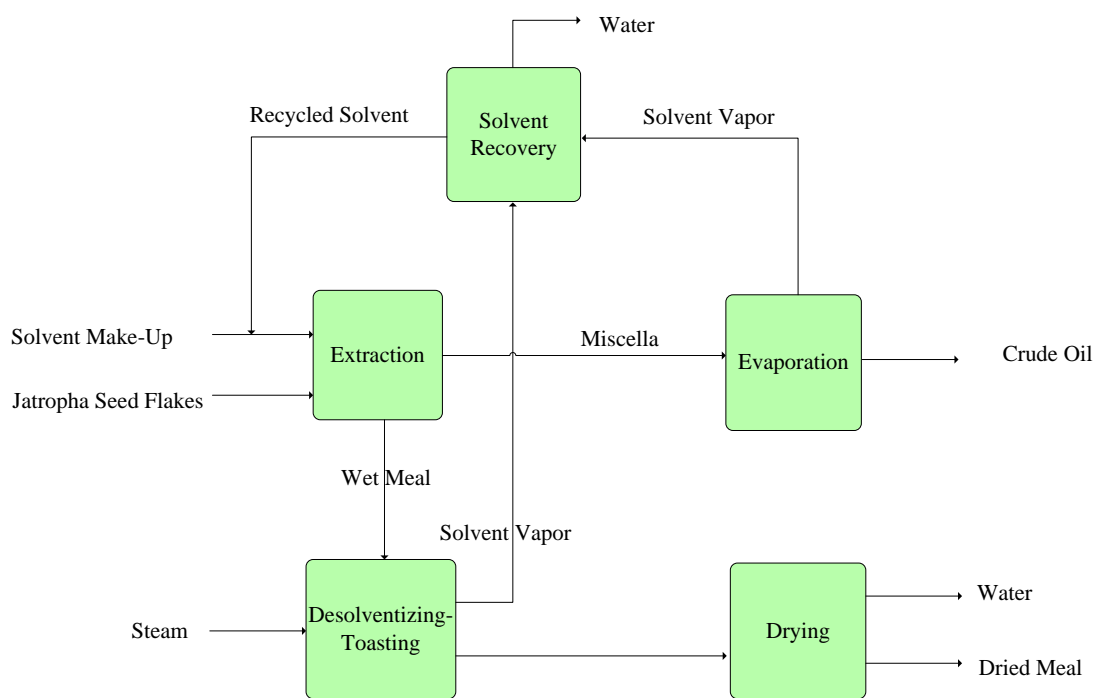 Water
Recycled Solvent
Solvent
Recovery
Solvent Vapor
Solvent Make-Up
Extraction
Miscella
Evaporation
Crude Oil
Jatropha Seed Flakes
Wet Meal
Solvent Vapor
Steam
Desolventizing-
Toasting
Drying
Water
Dried Meal